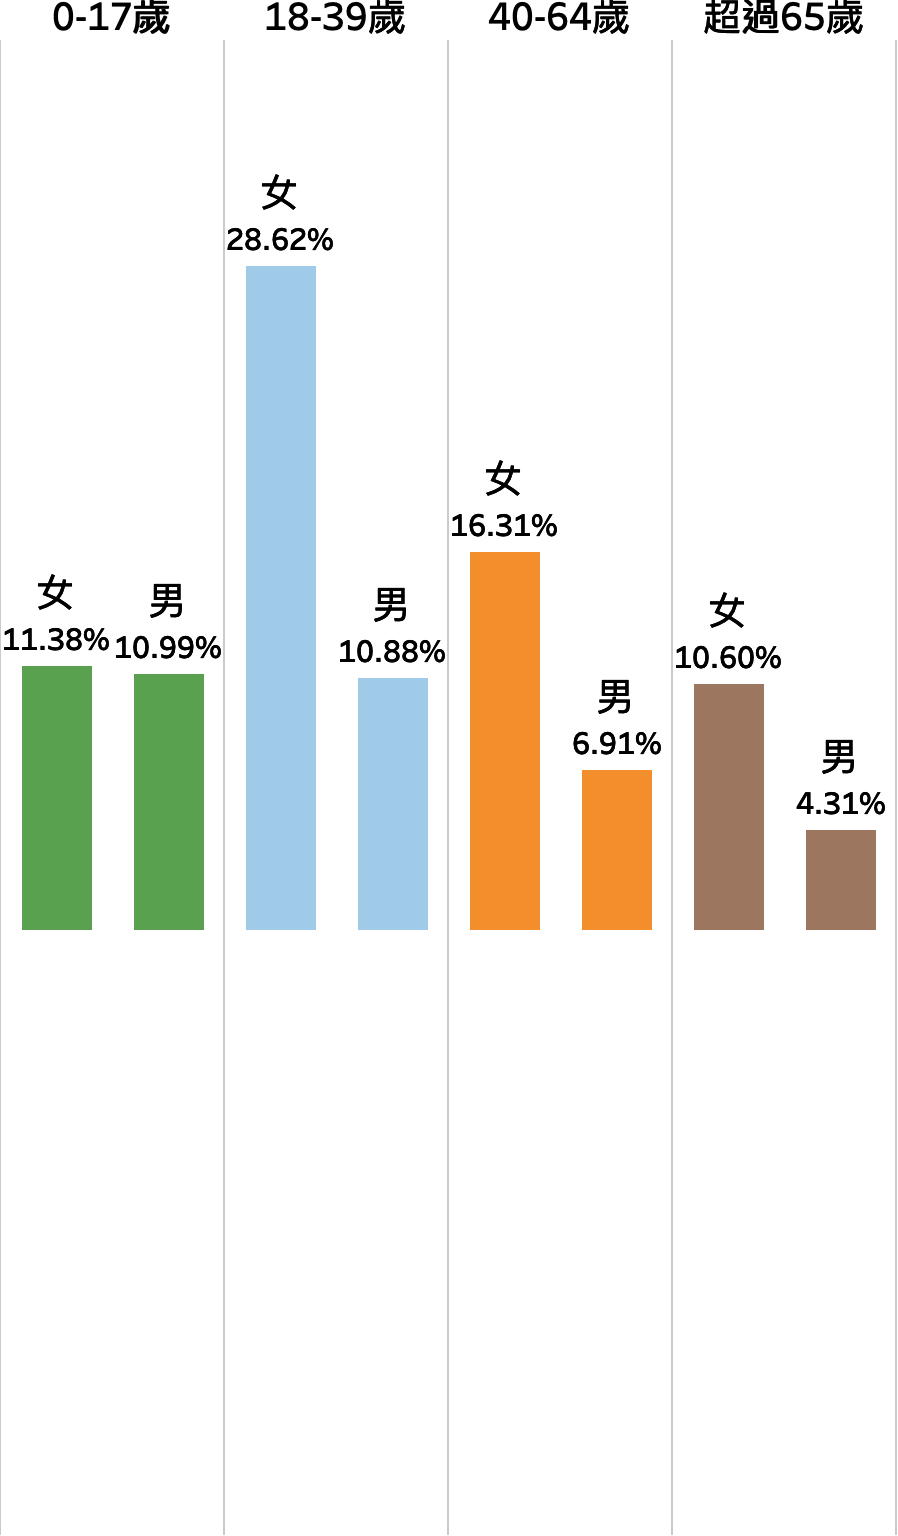 0-17歲
18-39歲
40-64歲
超過65歲
女
11.38%
男
10.99%
女
28.62%
男
10.88%
女
16.31%
男
6.91%
女
10.60%
男
4.31%